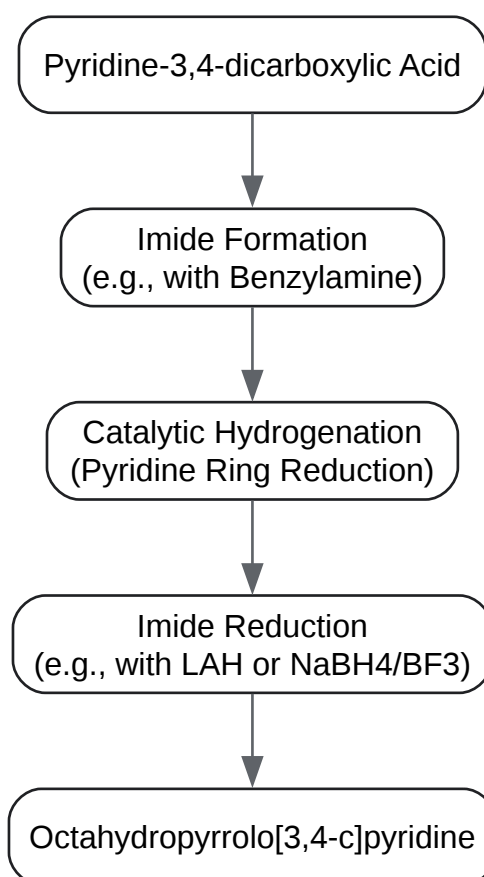 Pyridine-3,4-dicarboxylic Acid
Imide Formation
(e.g., with Benzylamine)
Catalytic Hydrogenation
(Pyridine Ring Reduction)
Imide Reduction
(e.g., with LAH or NaBH4/BF3)
Octahydropyrrolo[3,4-c]pyridine